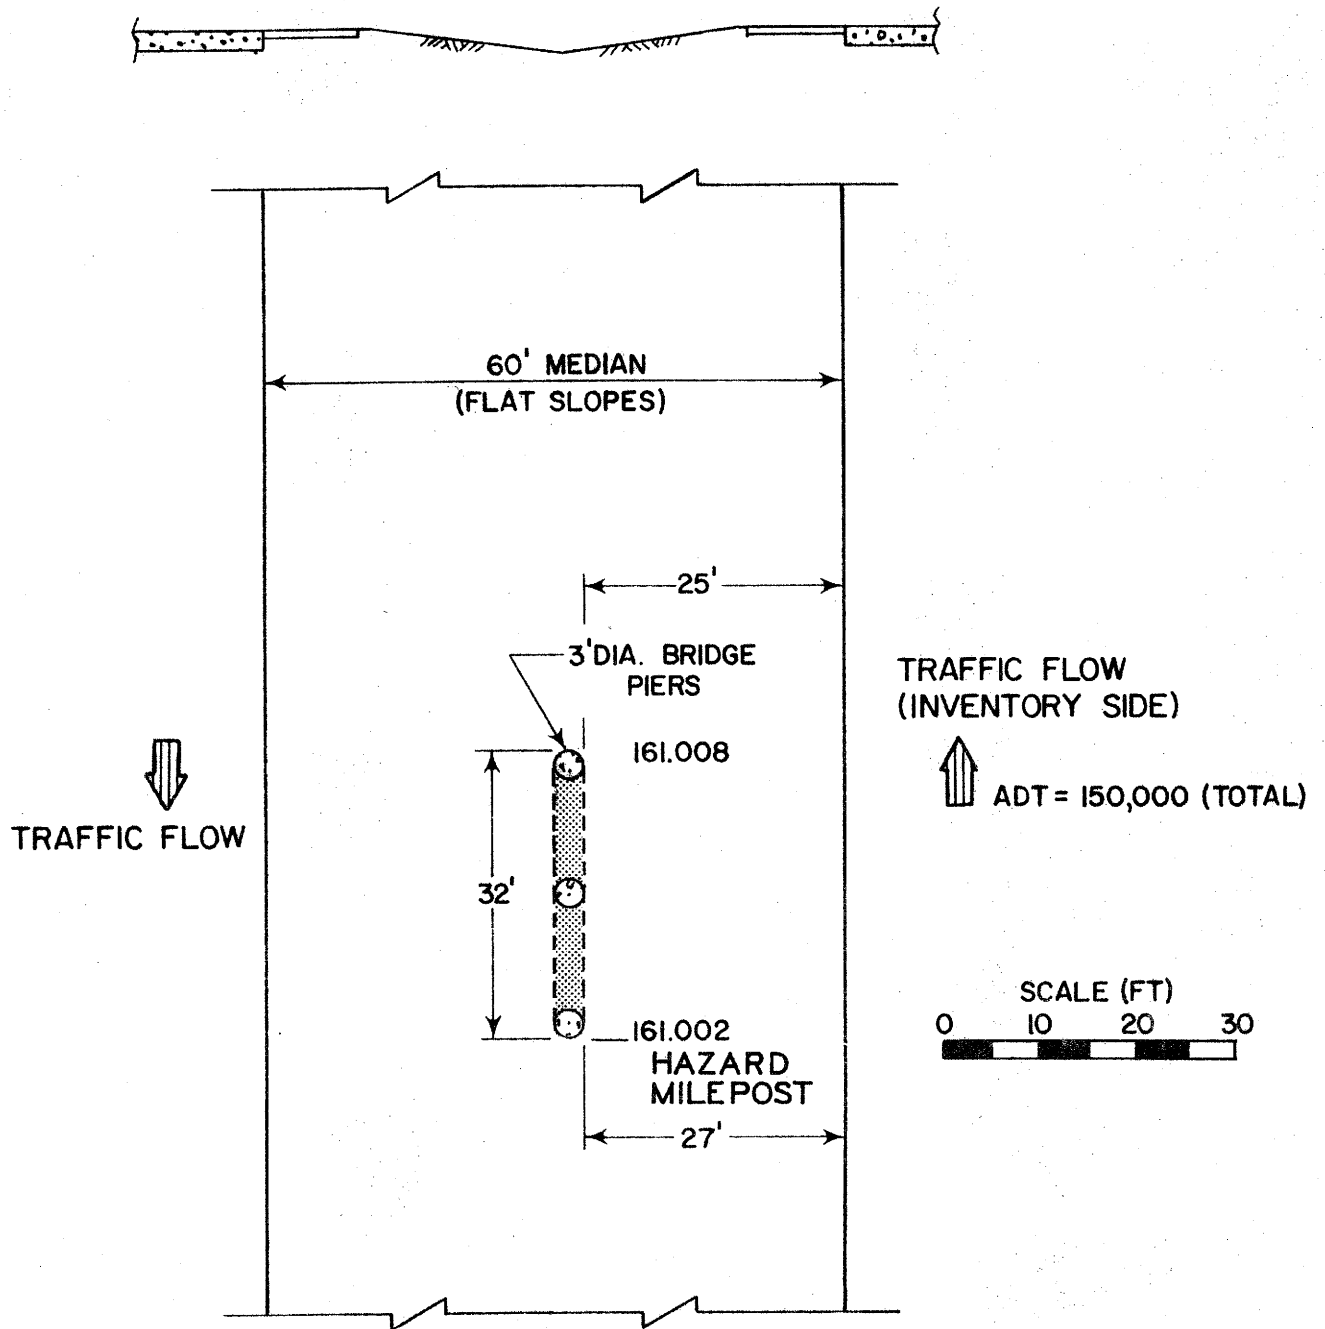 60' MEDIAN
(FLAT SLOPES)
25'
3' DIA. BRIDGE
PIERS
TRAFFIC FLOW
(INVENTORY SIDE)
161.008
ADT = 150,000 (TOTAL)
TRAFFIC FLOW
32'
SCALE (FT)
0 10 20 30
161.002
HAZARD
MILEPOST
27'